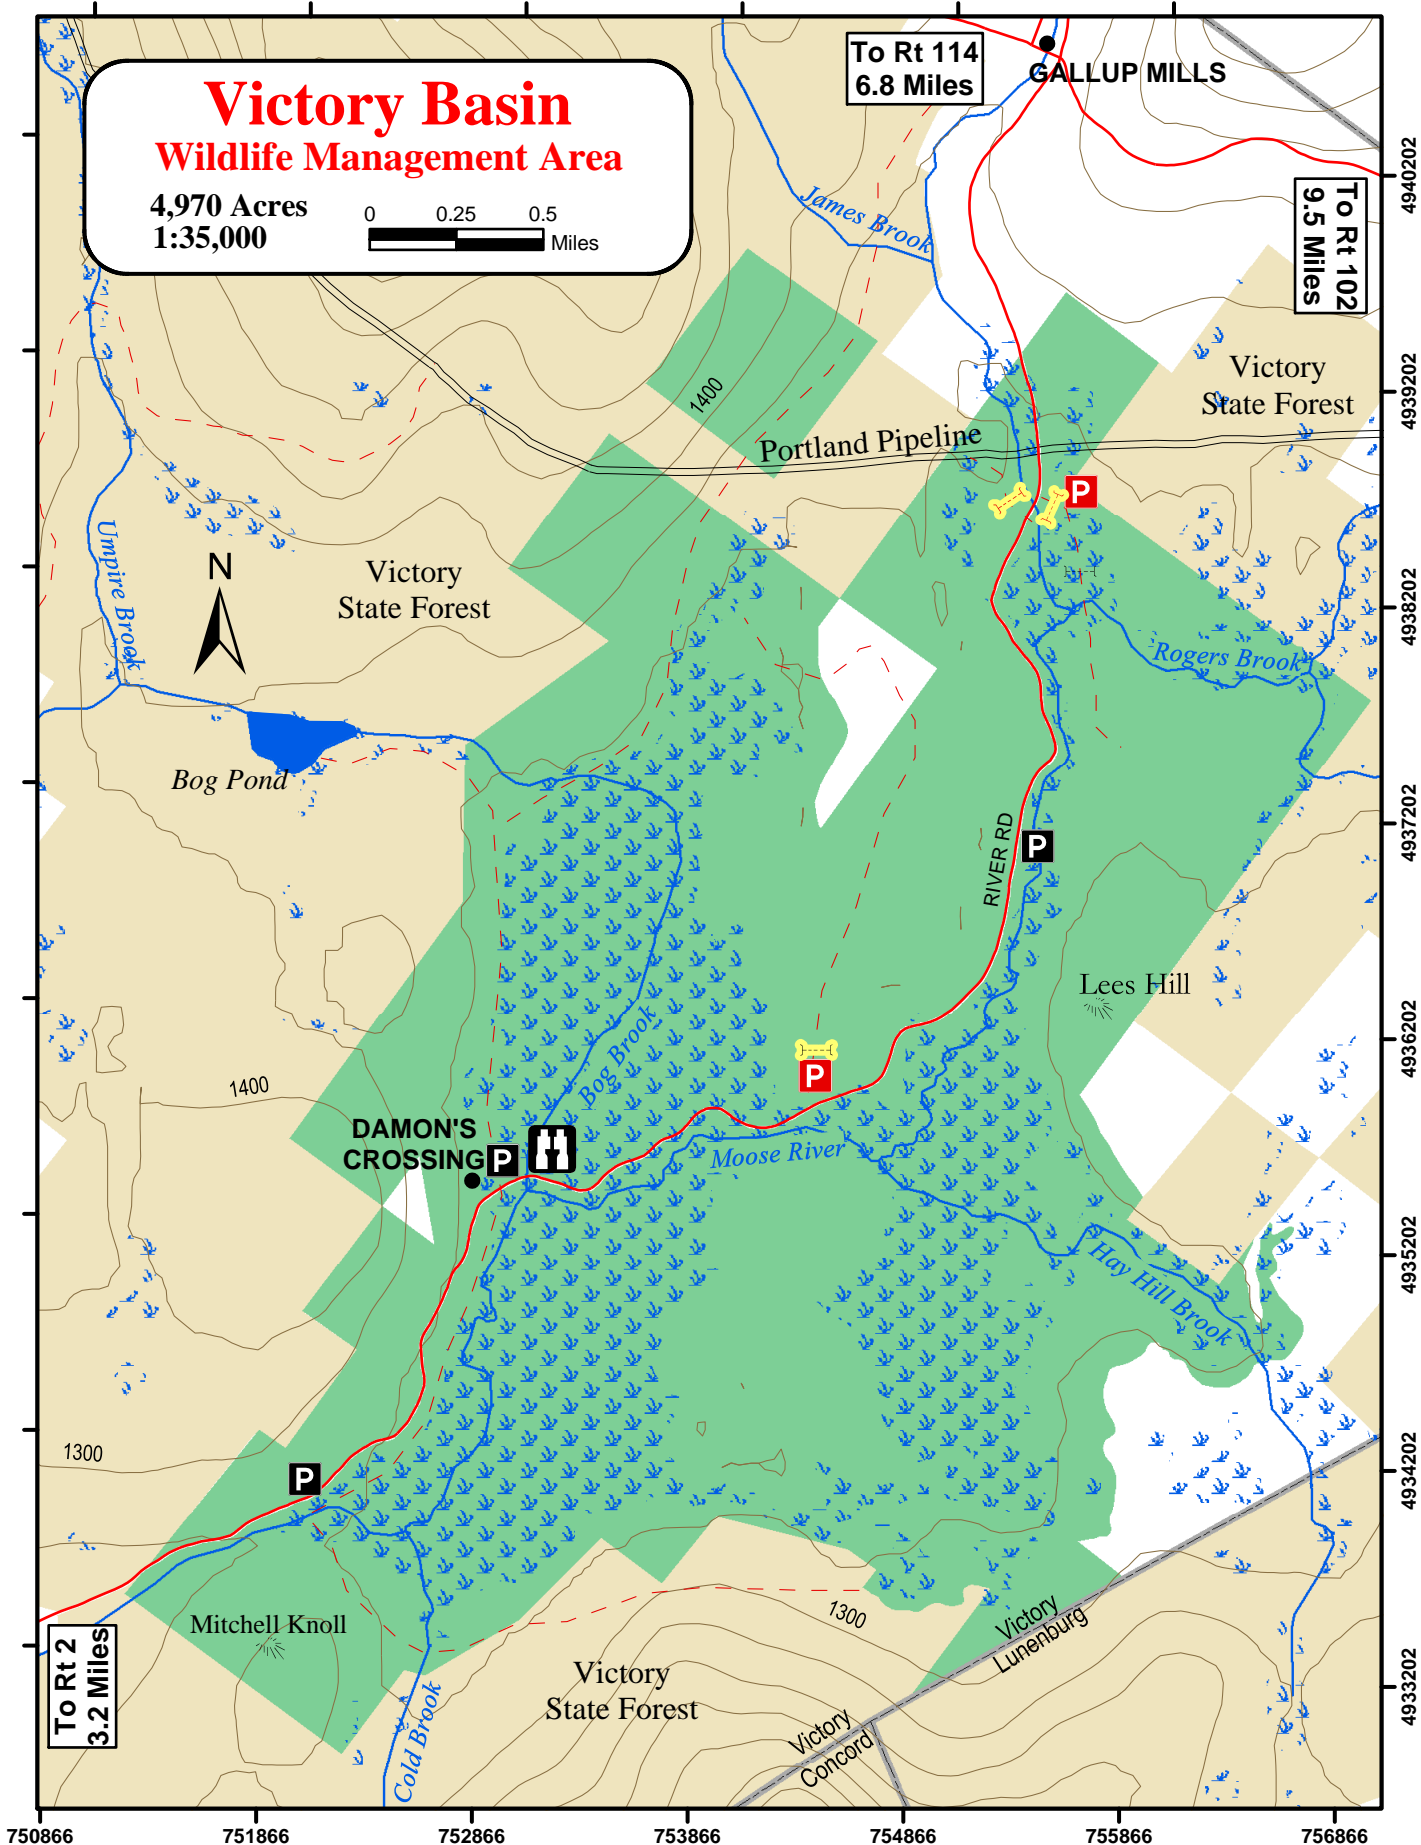 Victory Basin
Wildlife Management Area
4,970 Acres
1:35,000
0 0.25 0.5
Miles
To Rt 114
6.8 Miles
GALLUP MILLS
4940202
To Rt 102
9.5 Miles
James Brook
Victory
State Forest
4939202
1400
Portland Pipeline
P
Umpire Brook
N
Victory
State Forest
4938202
Rogers Brook
Bog Pond
4937202
RIVER RD
P
Lees Hill
4936202
Bog Brook
P
1400
DAMON'S
CROSSING
P
Moose River
4935202
Hay Hill Brook
1300
P
4934202
Mitchell Knoll
1300
Victory
Lunenburg
To Rt 2
3.2 Miles
Victory
State Forest
4933202
Cold Brook
Victory
Concord
750866 751866 752866 753866 754866 755866 756866